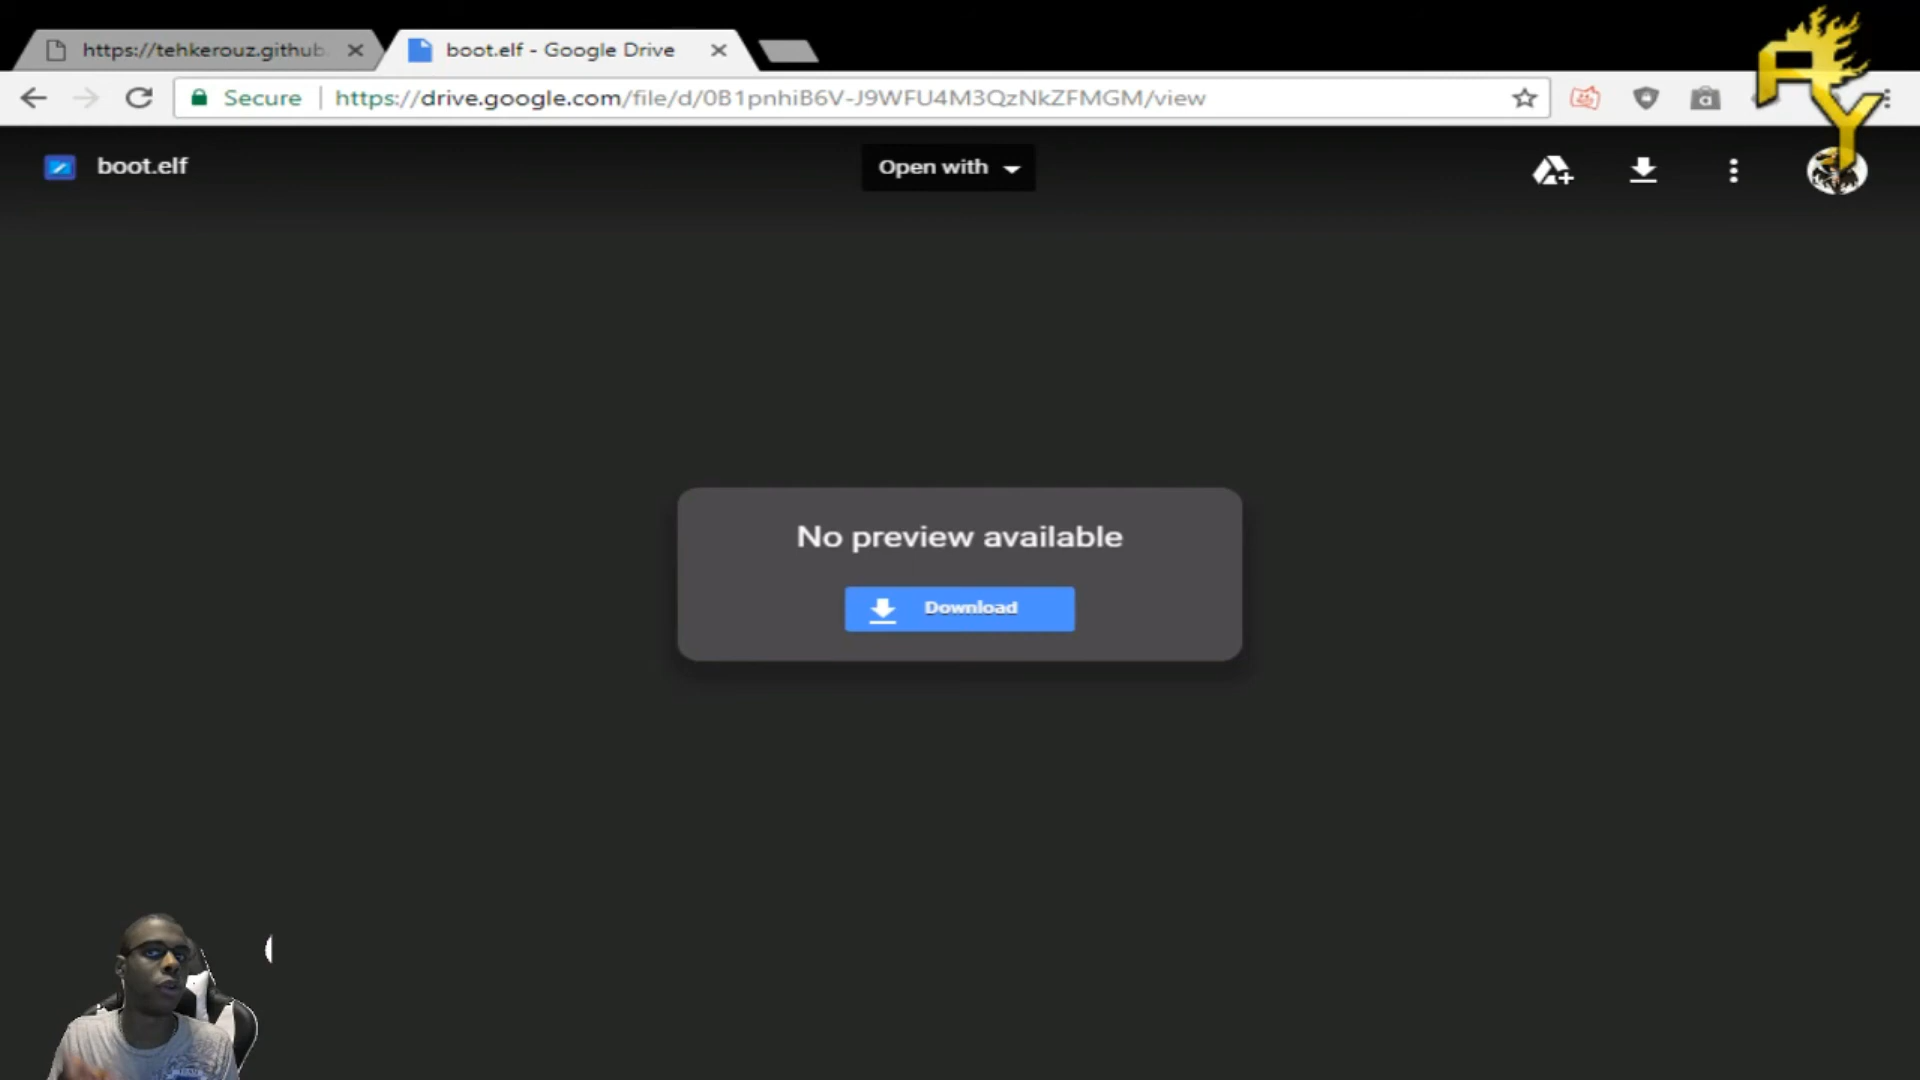 https://tehkerouz.github.
boot.elf - Google Drive
Secure
https://drive.google.com/file/d/0B1pnhiB6V-J9WFU4M3QzNkZFMGM/view
AY
boot.elf
Open with
No preview available
Download